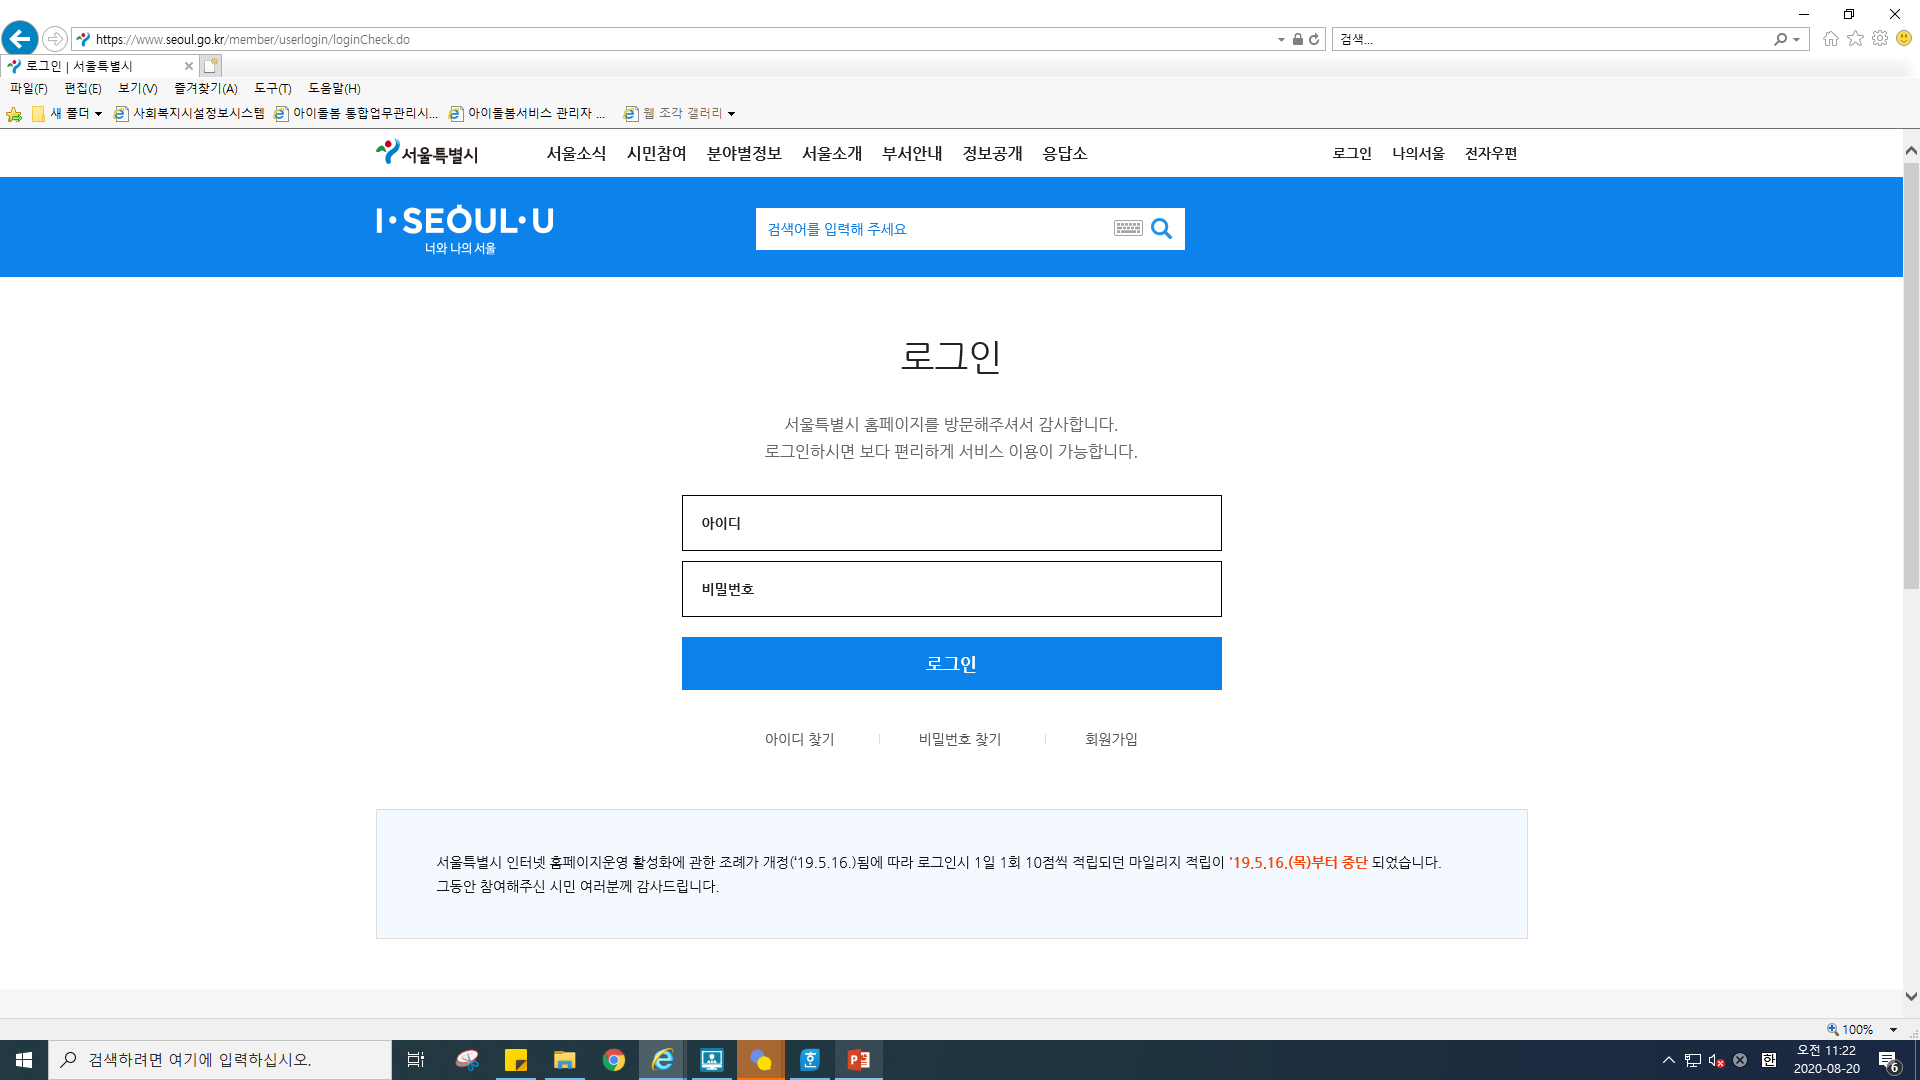 https://www.seoul.go.kr/member/userlogin/loginCheck.do
검색...
로그인 | 서울특별시
파일(F) 편집(E) 보기(V) 즐겨찾기(A) 도구(T) 도움말(H)
새 폴더 사회복지시설정보시스템 아이돌봄 통합업무관리시... 아이돌봄서비스 관리자 ... 웹 조각 갤러리
서울특별시 서울소식 시민참여 분야별정보 서울소개 부서안내 정보공개 응답소 로그인 나의서울 전자우편
I·SEOUL·U
너와 나의 서울
검색어를 입력해 주세요
로그인
서울특별시 홈페이지를 방문해주셔서 감사합니다.
로그인하시면 보다 편리하게 서비스 이용이 가능합니다.
아이디
비밀번호
로그인
아이디 찾기 비밀번호 찾기 회원가입
서울특별시 인터넷 홈페이지운영 활성화에 관한 조례가 개정(‘19.5.16.)됨에 따라 로그인시 1일 1회 10점씩 적립되던 마일리지 적립이 '19.5.16.(목)부터 중단 되었습니다.
그동안 참여해주신 시민 여러분께 감사드립니다.
100%
검색하려면 여기에 입력하십시오.
호
한
오전 11:22
2020-08-20
6